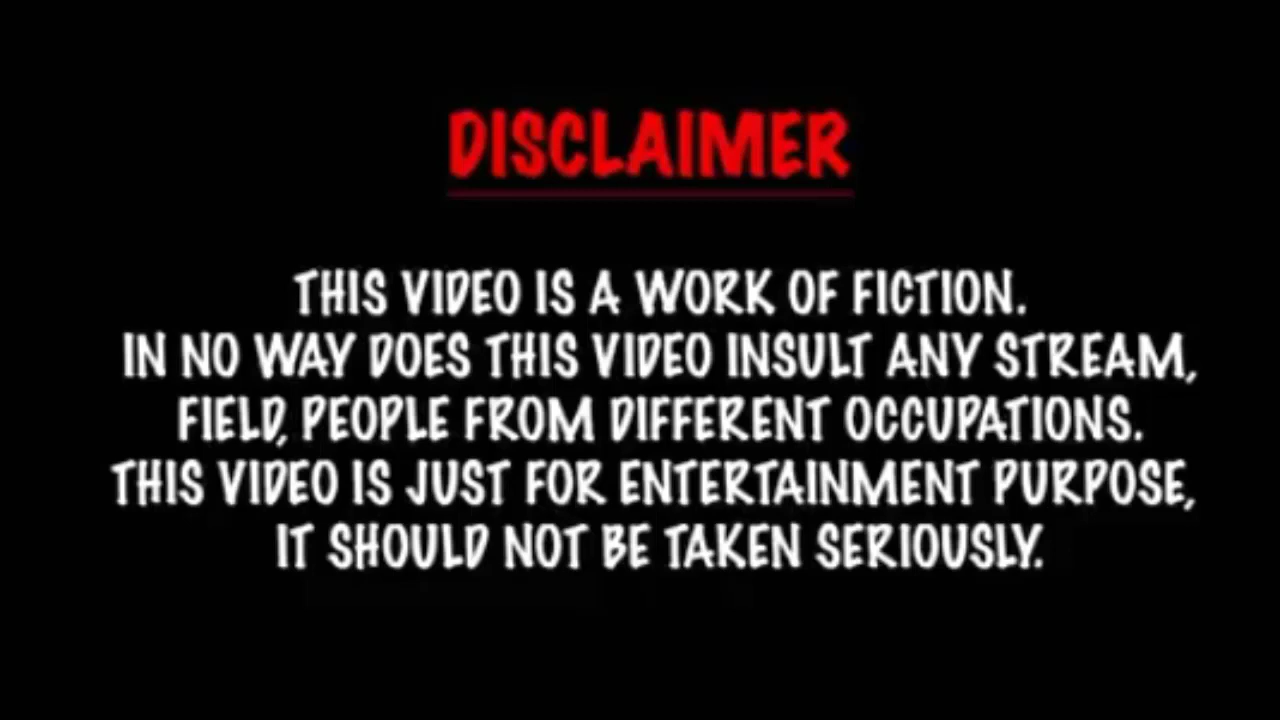 DISCLAIMER
THIS VIDEO IS A WORK OF FICTION.
IN NO WAY DOES THIS VIDEO INSULT ANY STREAM,
FIELD, PEOPLE FROM DIFFERENT OCCUPATIONS.
THIS VIDEO IS JUST FOR ENTERTAINMENT PURPOSE,
IT SHOULD NOT BE TAKEN SERIOUSLY.